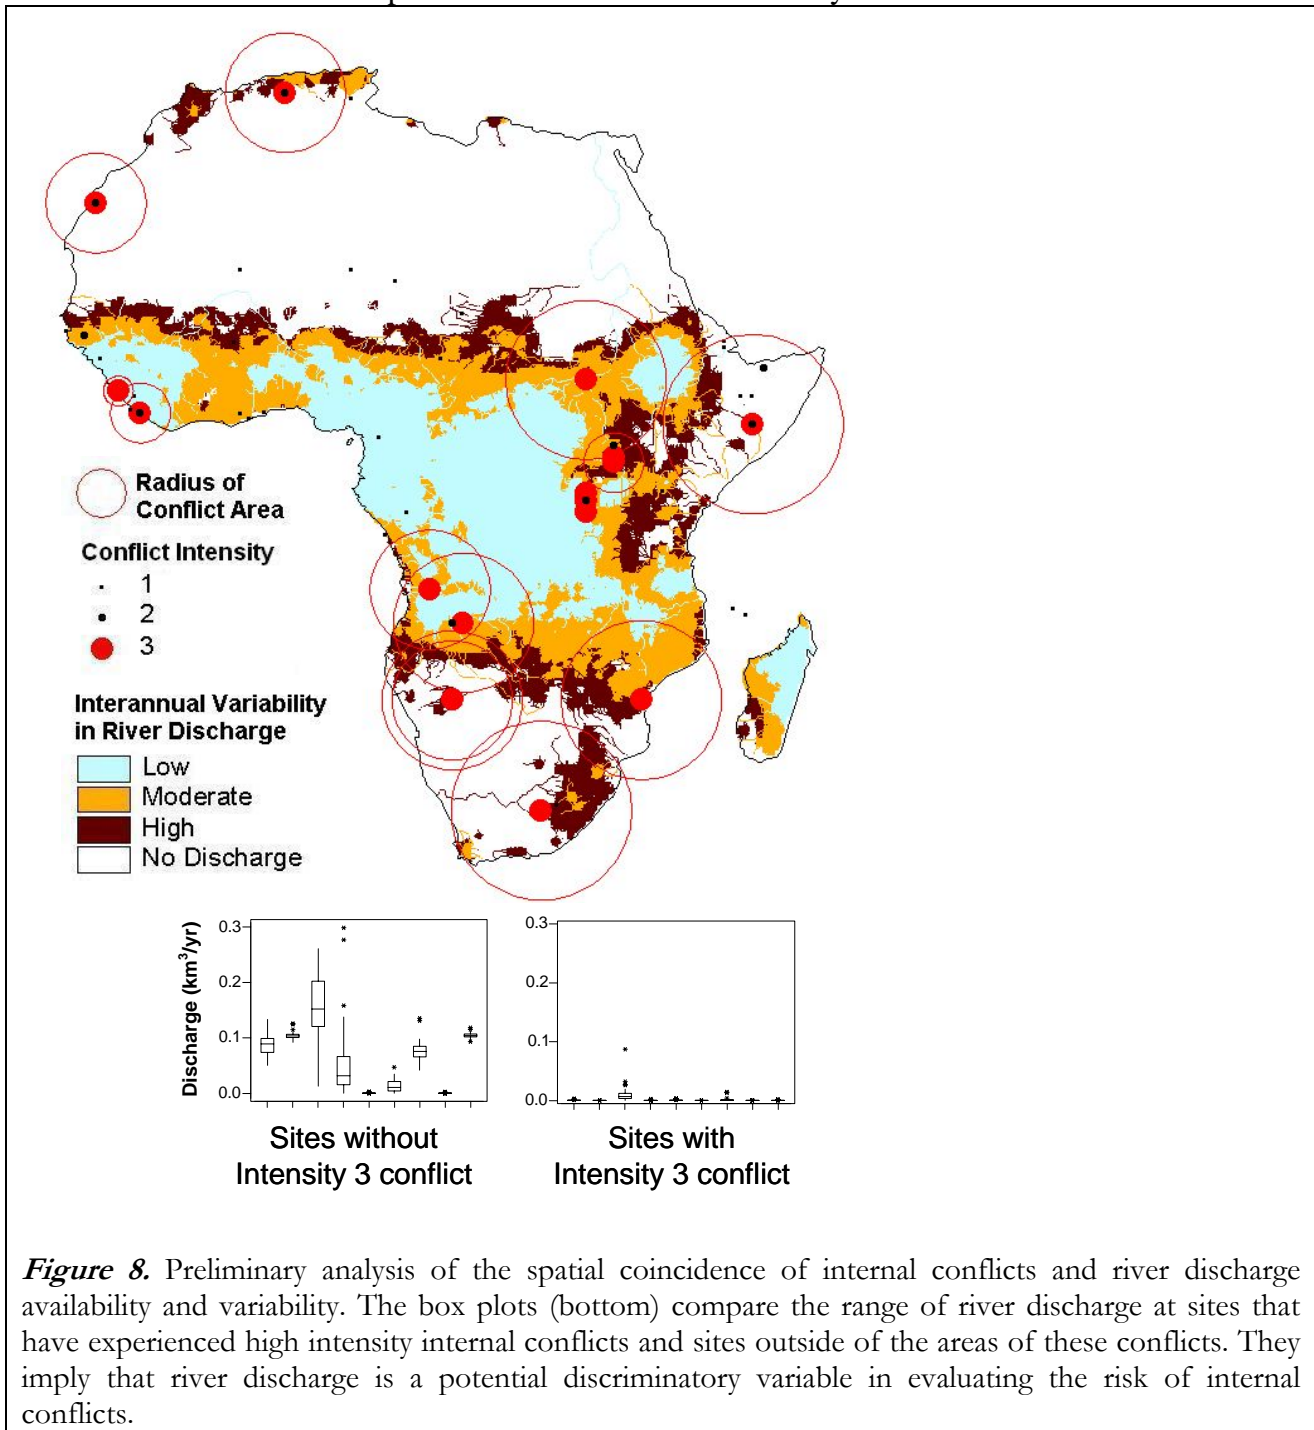 Radius of
Conflict Area
Conflict Intensity
1
2
3
Interannual Variability
in River Discharge
Low
Moderate
High
No Discharge
Discharge (km³/yr)
0.3
0.2
0.1
0.0
Sites without
Intensity 3 conflict
0.3
0.2
0.1
0.0
Sites with
Intensity 3 conflict
Figure 8. Preliminary analysis of the spatial coincidence of internal conflicts and river discharge
availability and variability. The box plots (bottom) compare the range of river discharge at sites that
have experienced high intensity internal conflicts and sites outside of the areas of these conflicts. They
imply that river discharge is a potential discriminatory variable in evaluating the risk of internal
conflicts.